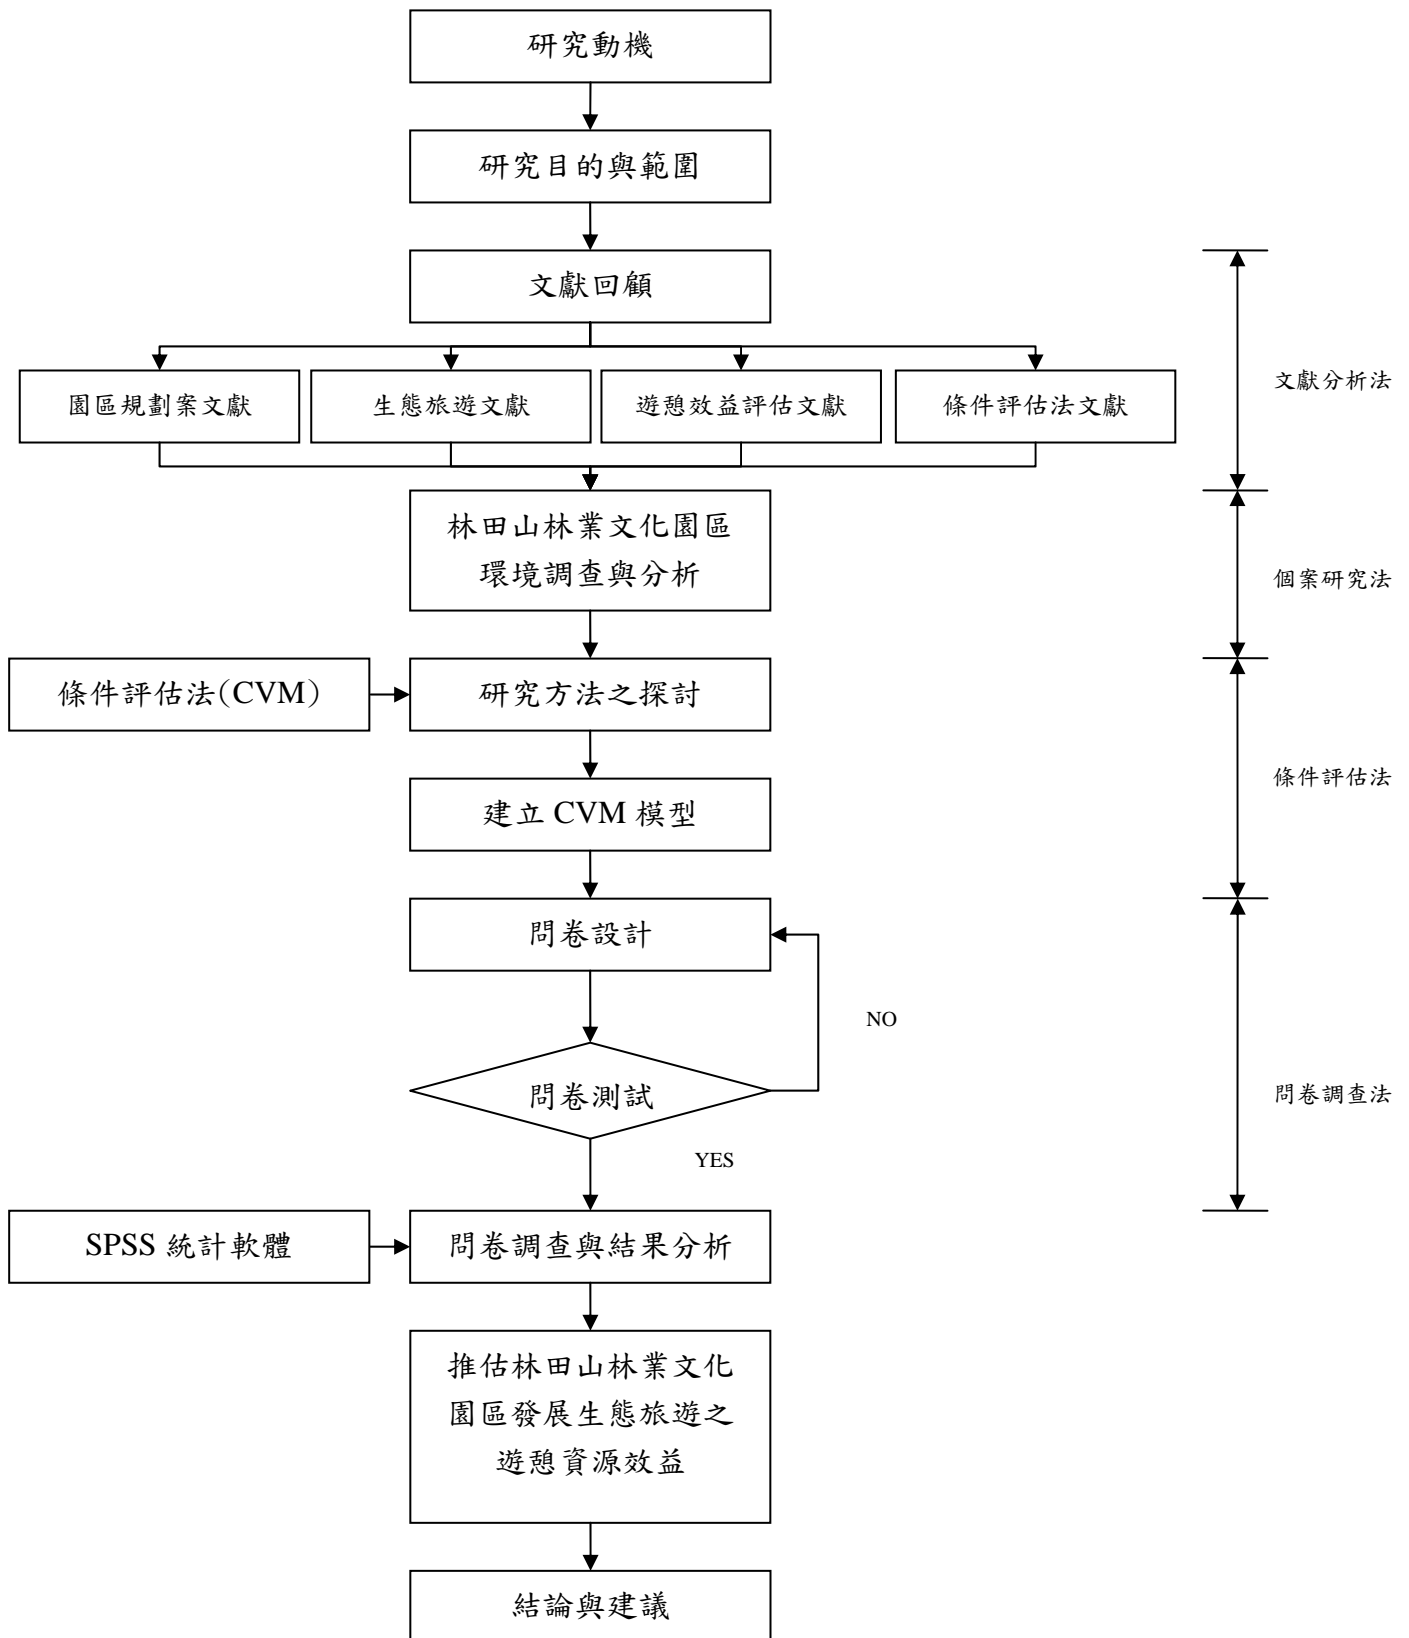 研究動機
研究目的與範圍
文獻回顧
園區規劃案文獻
生態旅遊文獻
遊憩效益評估文獻
條件評估法文獻
文獻分析法
林田山林業文化園區
環境調查與分析
個案研究法
條件評估法(CVM)
研究方法之探討
建立 CVM 模型
條件評估法
問卷設計
NO
問卷測試
問卷調查法
YES
SPSS 統計軟體
問卷調查與結果分析
推估林田山林業文化
園區發展生態旅遊之
遊憩資源效益
結論與建議